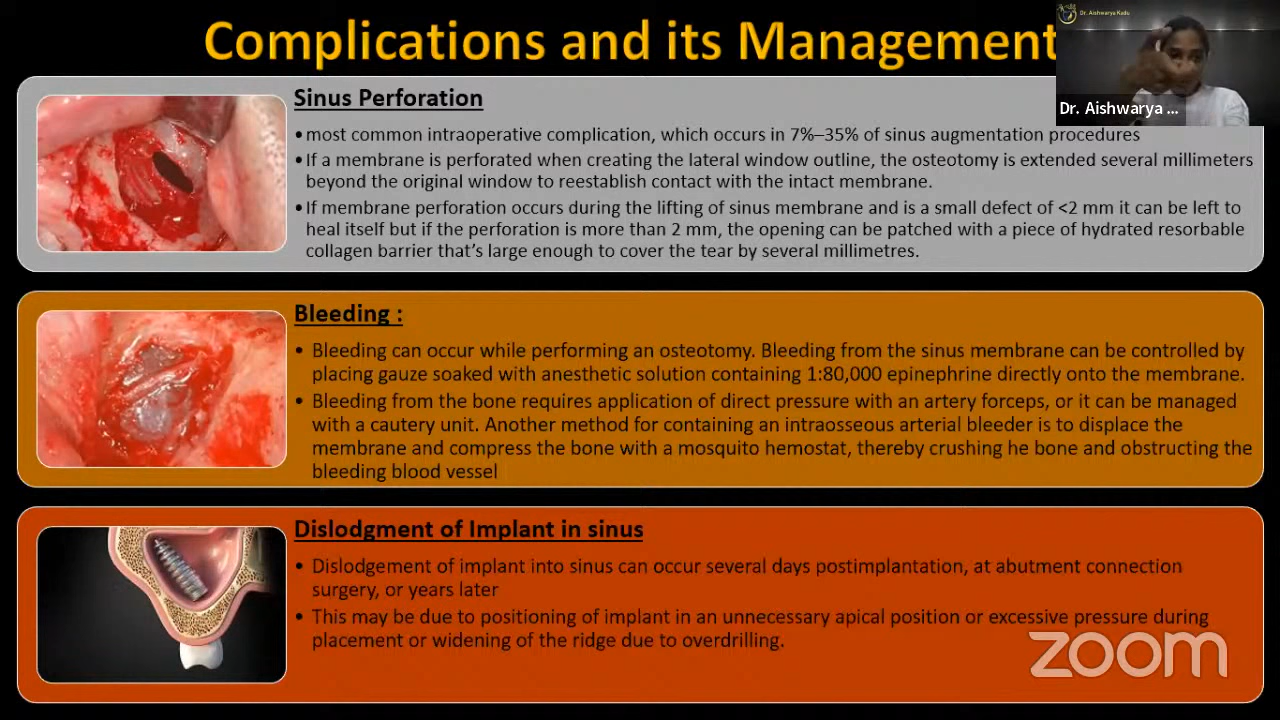 Complications and its Management
Dr. Aishwarya Kadu
Dr. Aishwarya ...
Sinus Perforation
•most common intraoperative complication, which occurs in 7%–35% of sinus augmentation procedures
•If a membrane is perforated when creating the lateral window outline, the osteotomy is extended several millimeters
beyond the original window to reestablish contact with the intact membrane.
•If membrane perforation occurs during the lifting of sinus membrane and is a small defect of <2 mm it can be left to
heal itself but if the perforation is more than 2 mm, the opening can be patched with a piece of hydrated resorbable
collagen barrier that's large enough to cover the tear by several millimetres.
Bleeding :
• Bleeding can occur while performing an osteotomy. Bleeding from the sinus membrane can be controlled by
placing gauze soaked with anesthetic solution containing 1:80,000 epinephrine directly onto the membrane.
• Bleeding from the bone requires application of direct pressure with an artery forceps, or it can be managed
with a cautery unit. Another method for containing an intraosseous arterial bleeder is to displace the
membrane and compress the bone with a mosquito hemostat, thereby crushing he bone and obstructing the
bleeding blood vessel
Dislodgment of Implant in sinus
• Dislodgement of implant into sinus can occur several days postimplantation, at abutment connection
surgery, or years later
• This may be due to positioning of implant in an unnecessary apical position or excessive pressure during
placement or widening of the ridge due to overdrilling.
zoom